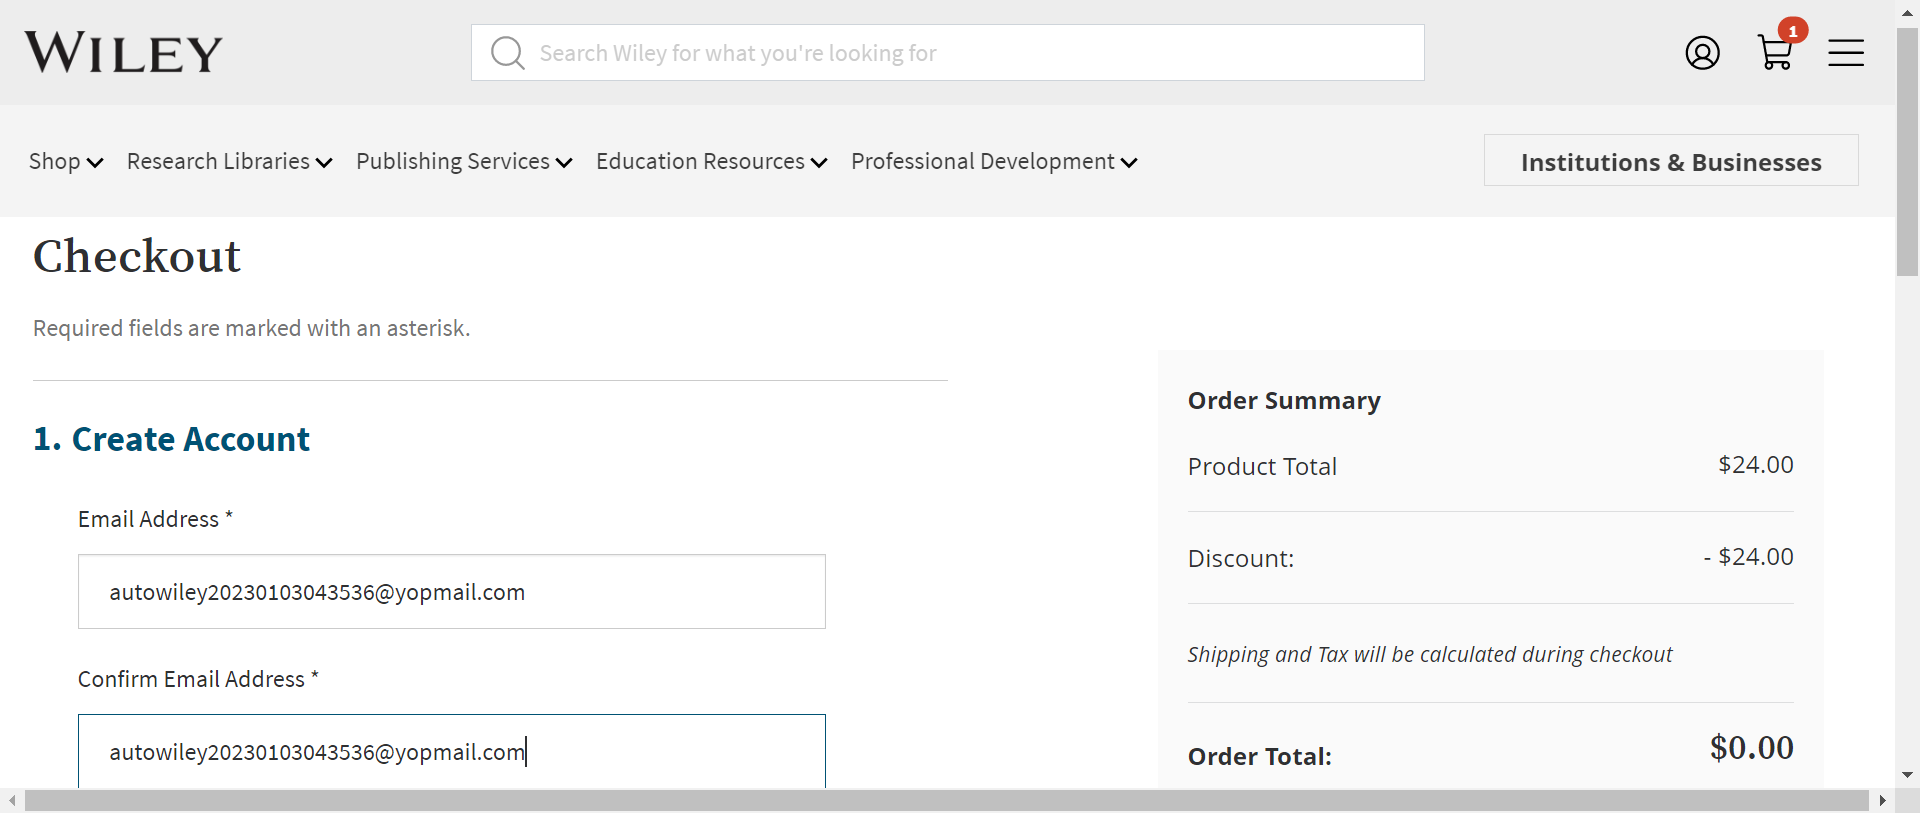 WILEY
Search Wiley for what you're looking for
1
Shop
Research Libraries
Publishing Services
Education Resources
Professional Development
Institutions & Businesses
Checkout
Required fields are marked with an asterisk.
1. Create Account
Email Address *
autowiley20230103043536@yopmail.com
Confirm Email Address *
autowiley20230103043536@yopmail.com
Order Summary
Product Total $24.00
Discount: - $24.00
Shipping and Tax will be calculated during checkout
Order Total: $0.00